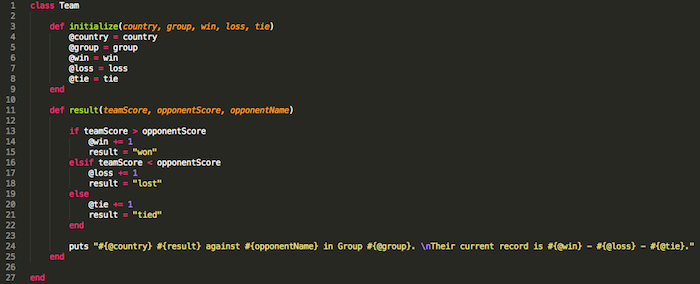 1 class Team
2
3 def initialize(country, group, win, loss, tie)
4 @country = country
5 @group = group
6 @win = win
7 @loss = loss
8 @tie = tie
9 end
10
11 def result(teamScore, opponentScore, opponentName)
12
13 if teamScore > opponentScore
14 @win += 1
15 result = "won"
16 elsif teamScore < opponentScore
17 @loss += 1
18 result = "lost"
19 else
20 @tie += 1
21 result = "tied"
22 end
23
24 puts "#{@country} #{result} against #{opponentName} in Group #{@group}. \nTheir current record is #{@win} - #{@loss} - #{@tie}."
25 end
26
27 end